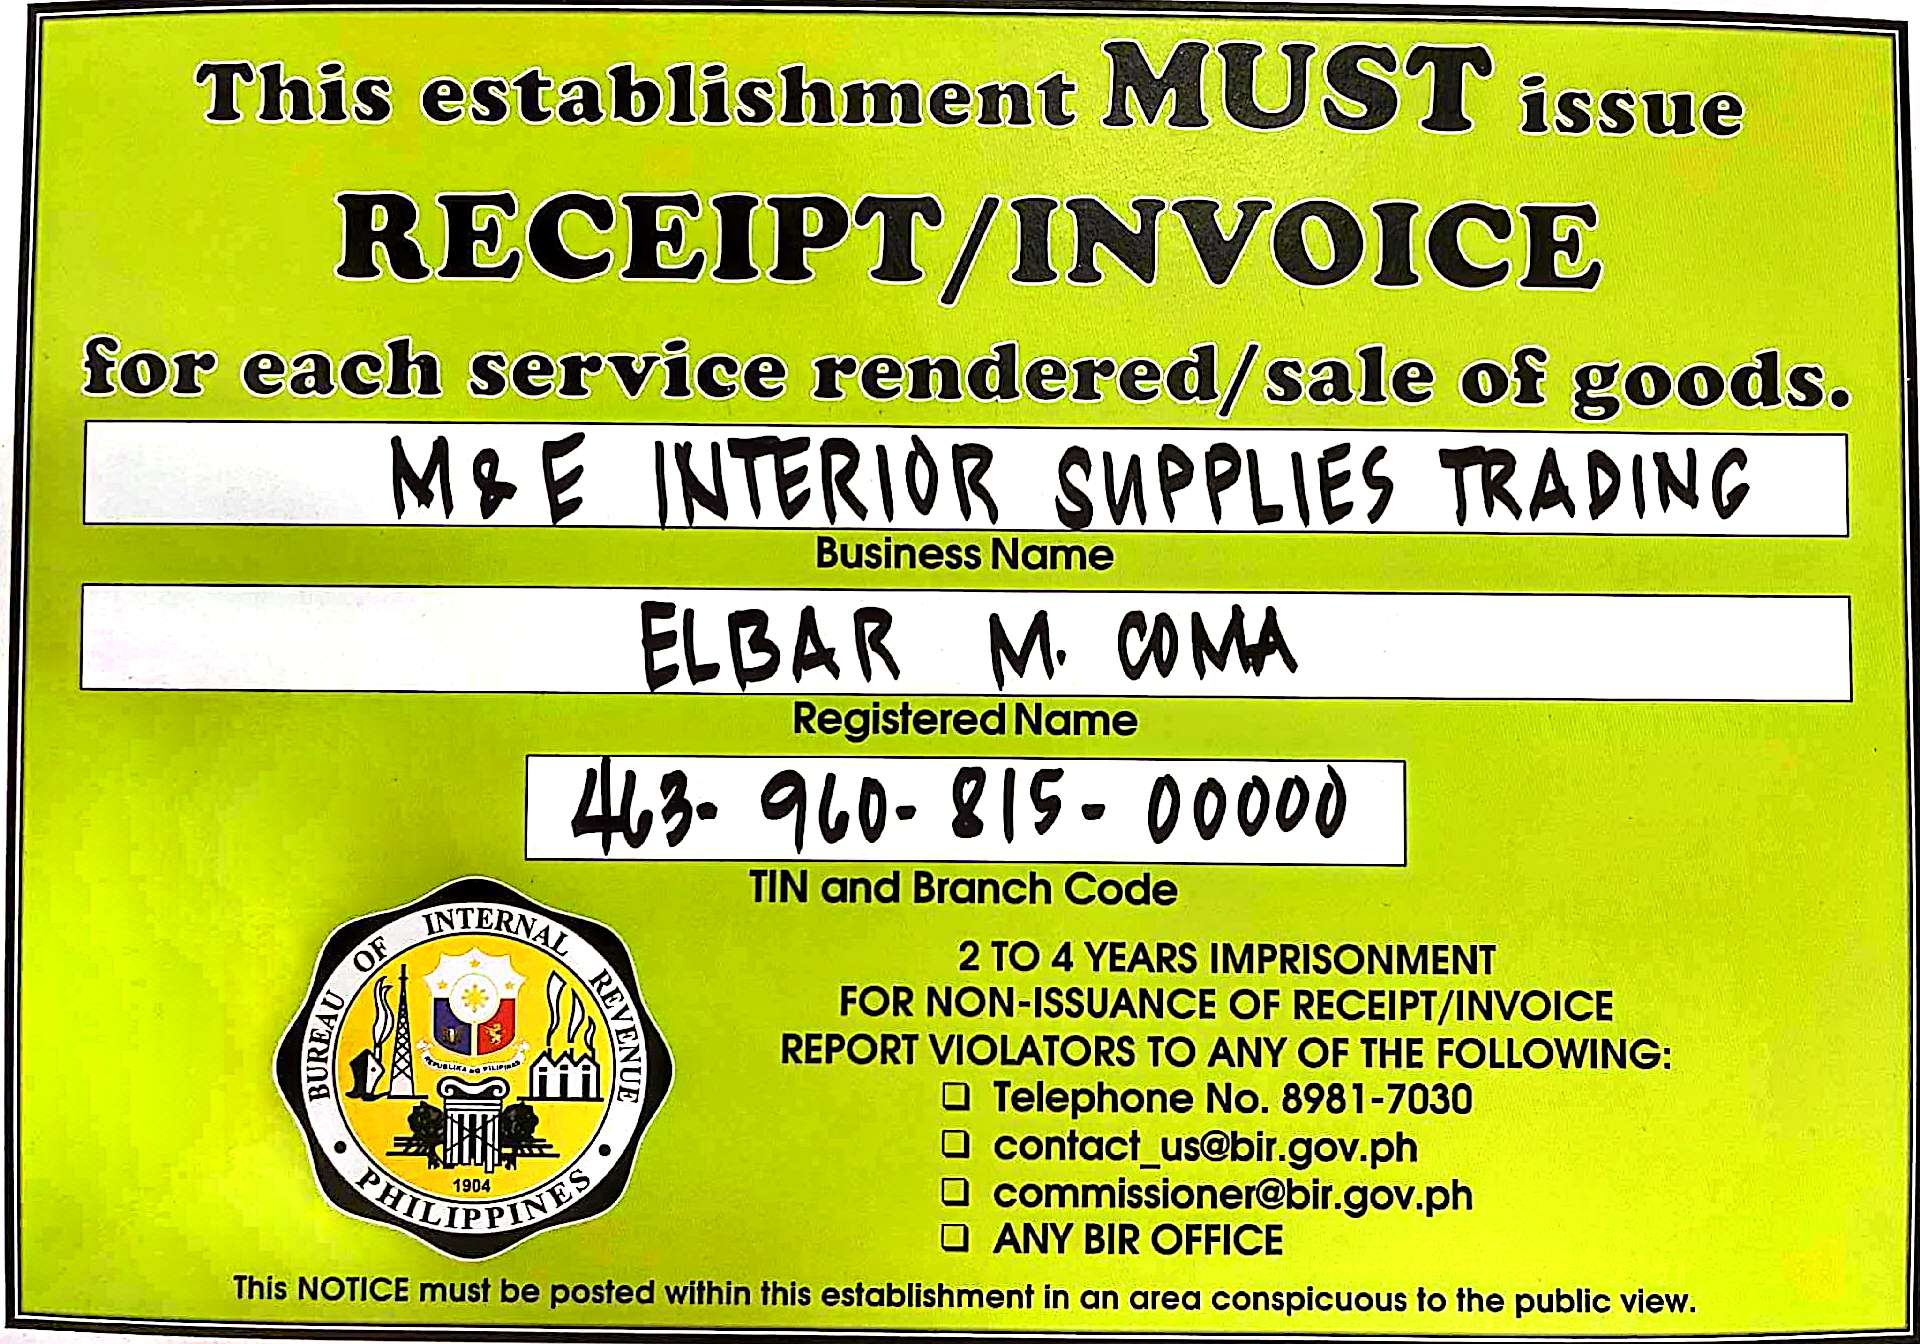 This establishment MUST issue
RECEIPT/INVOICE
for each service rendered/sale of goods.
M & E INTERIOR SUPPLIES TRADING
Business Name
ELBAR M. COMA
Registered Name
463-960-815-00000
TIN and Branch Code
BUREAU OF INTERNAL REVENUE
REPUBLIKA NG PILIPINAS
1904
PHILIPPINES
2 TO 4 YEARS IMPRISONMENT
FOR NON-ISSUANCE OF RECEIPT/INVOICE
REPORT VIOLATORS TO ANY OF THE FOLLOWING:
❑ Telephone No. 8981-7030
❑ contact_us@bir.gov.ph
❑ commissioner@bir.gov.ph
❑ ANY BIR OFFICE
This NOTICE must be posted within this establishment in an area conspicuous to the public view.